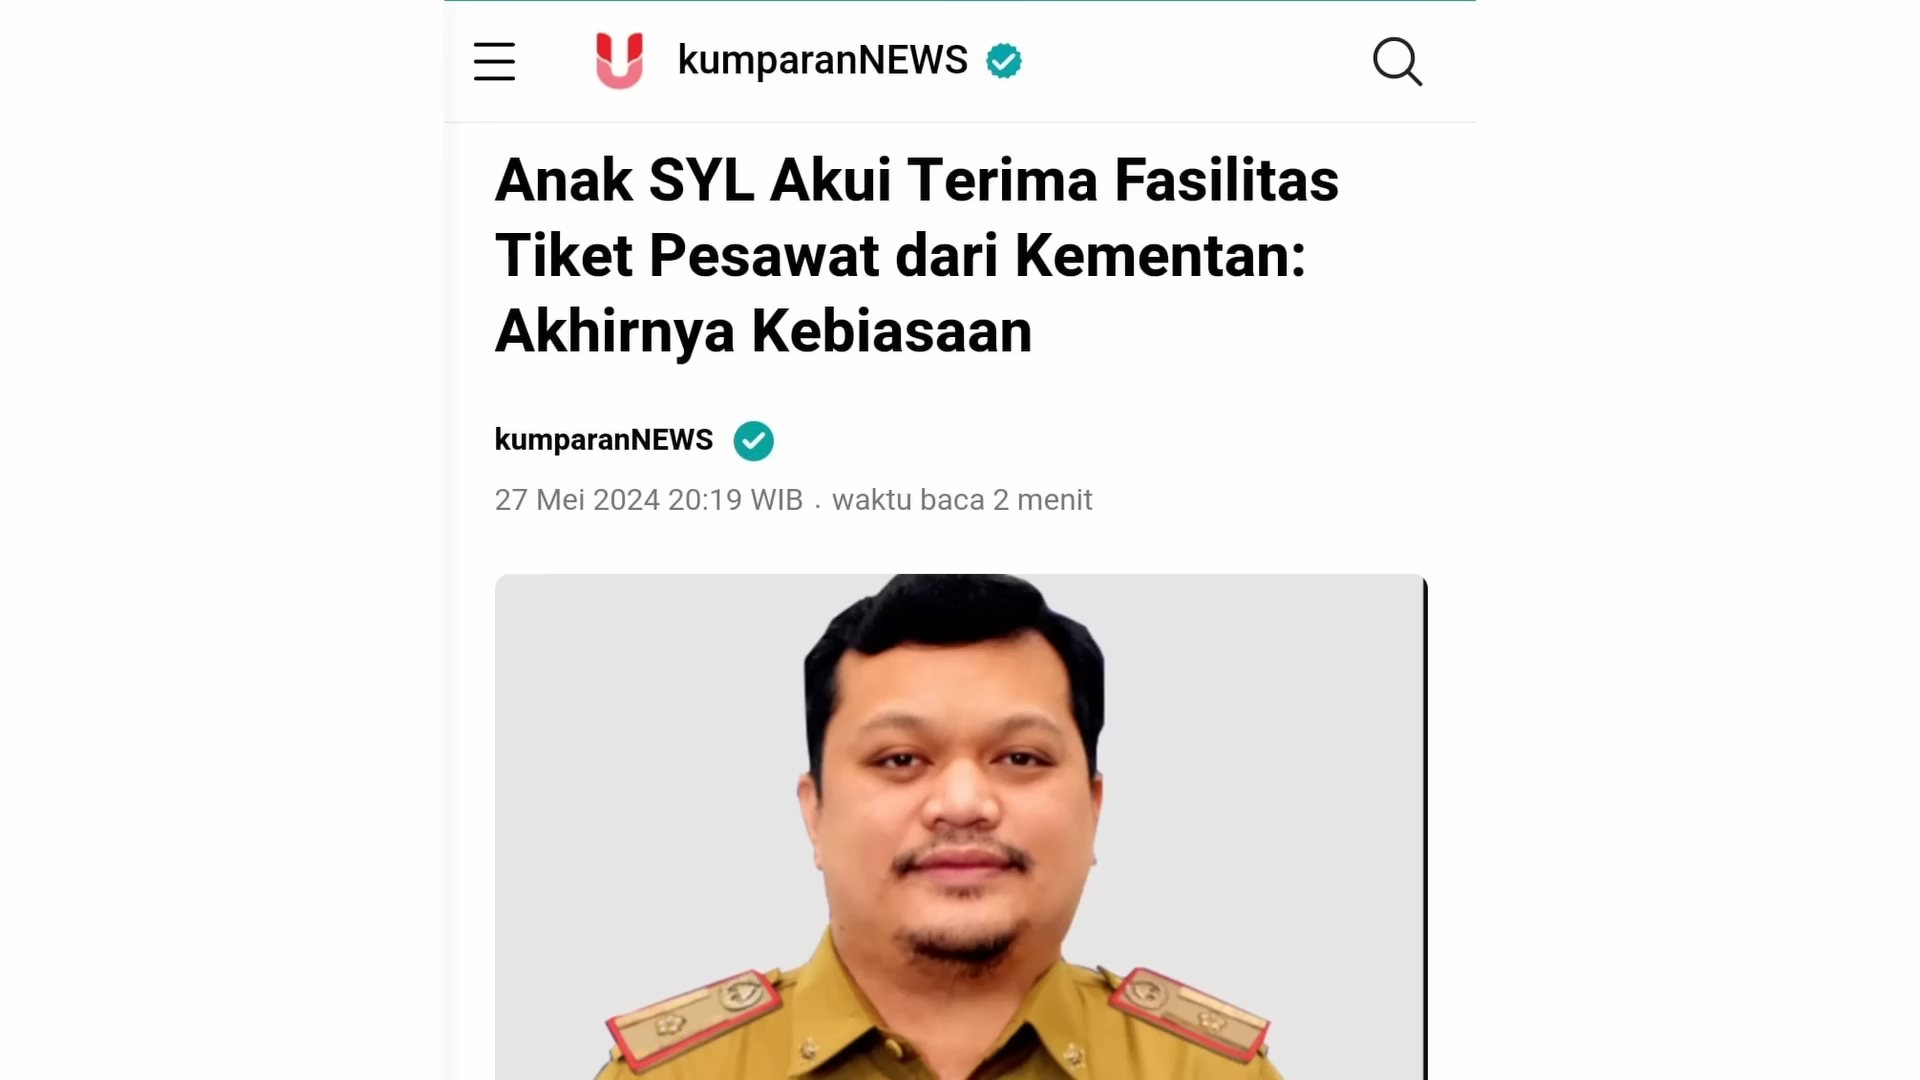 kumparanNEWS
Anak SYL Akui Terima Fasilitas
Tiket Pesawat dari Kementan:
Akhirnya Kebiasaan
kumparanNEWS
27 Mei 2024 20:19 WIB . waktu baca 2 menit